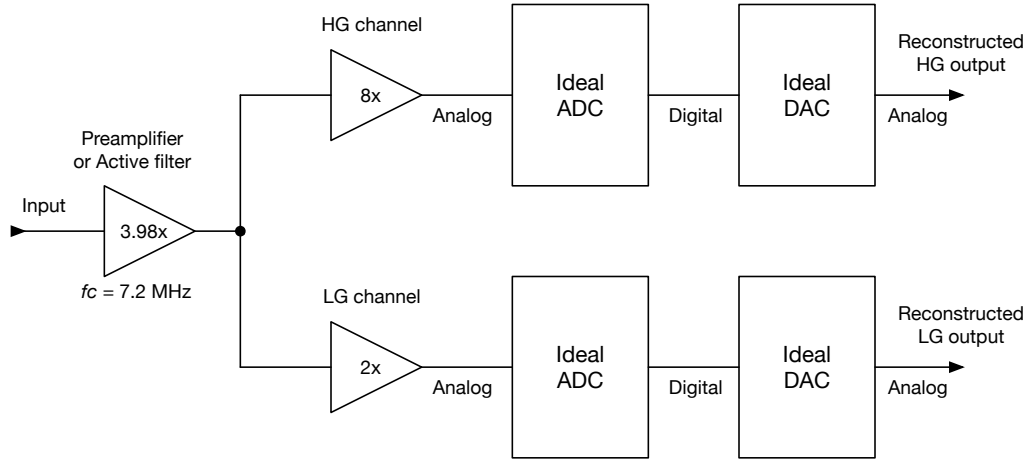 HG channel
8x
Analog
Ideal
ADC
Digital
Ideal
DAC
Analog
Reconstructed
HG output
Preamplifier
or Active filter
Input
3.98x
fc = 7.2 MHz
LG channel
2x
Analog
Ideal
ADC
Digital
Ideal
DAC
Analog
Reconstructed
LG output